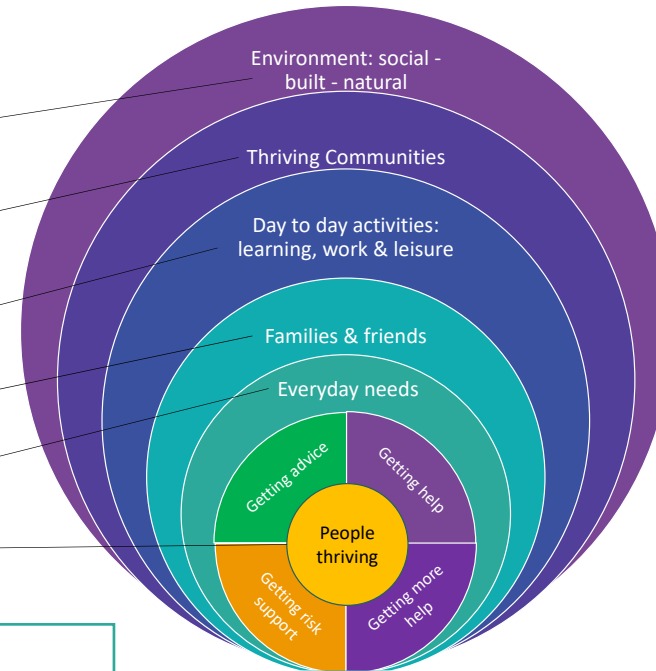 Environment: social -
built - natural
Thriving Communities
Day to day activities:
learning, work & leisure
Families & friends
Everyday needs
Getting advice
Getting help
People
thriving
Getting risk
support
Getting more
help